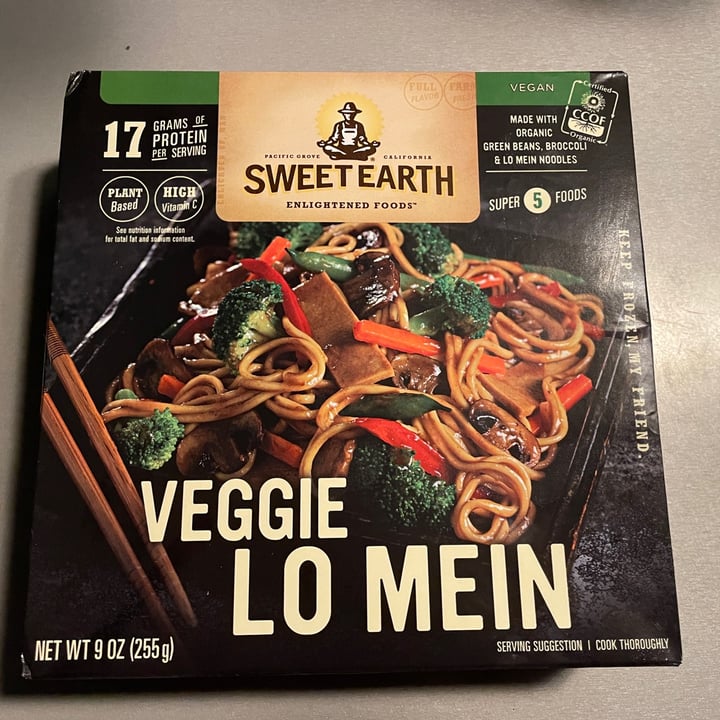 17 GRAMS OF
PROTEIN
PER SERVING
PLANT
Based
HIGH
Vitamin C
See nutrition information
for total fat and sodium content.
FULL
FLAVOR
FARM
FRESH
PACIFIC GROVE CALIFORNIA
SWEET EARTH
ENLIGHTENED FOODS™
VEGAN
MADE WITH
ORGANIC
GREEN BEANS, BROCCOLI
& LO MEIN NOODLES
SUPER 5 FOODS
Certified
CCOF
Organic
KEEP FROZEN MY FRIEND.
VEGGIE
LO MEIN
NET WT 9 OZ (255g)
SERVING SUGGESTION | COOK THOROUGHLY